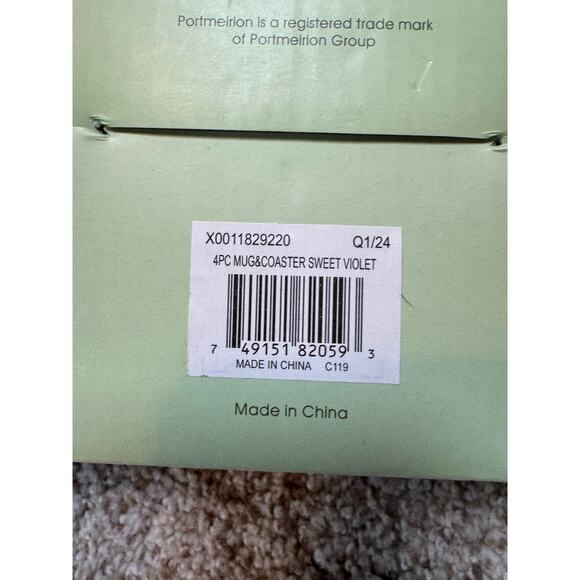 Portmeirion is a registered trade mark
of Portmeirion Group
X0011829220 Q1/24
4PC MUG&COASTER SWEET VIOLET
7 49151 82059 3
MADE IN CHINA C119
Made in China